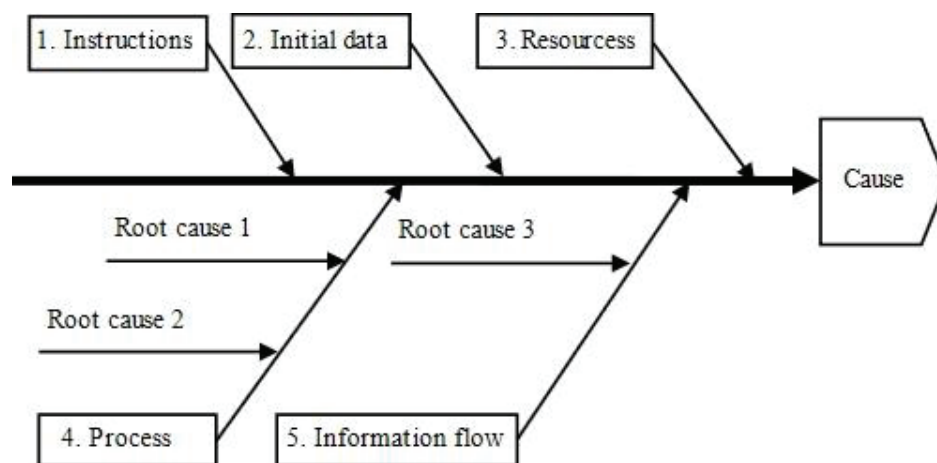 1. Instructions
2. Initial data
3. Resourcess
Cause
Root cause 1
Root cause 3
Root cause 2
4. Process
5. Information flow